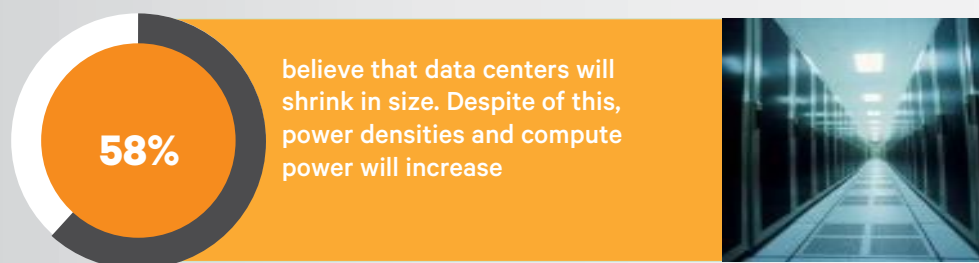 58%
believe that data centers will
shrink in size. Despite of this,
power densities and compute
power will increase